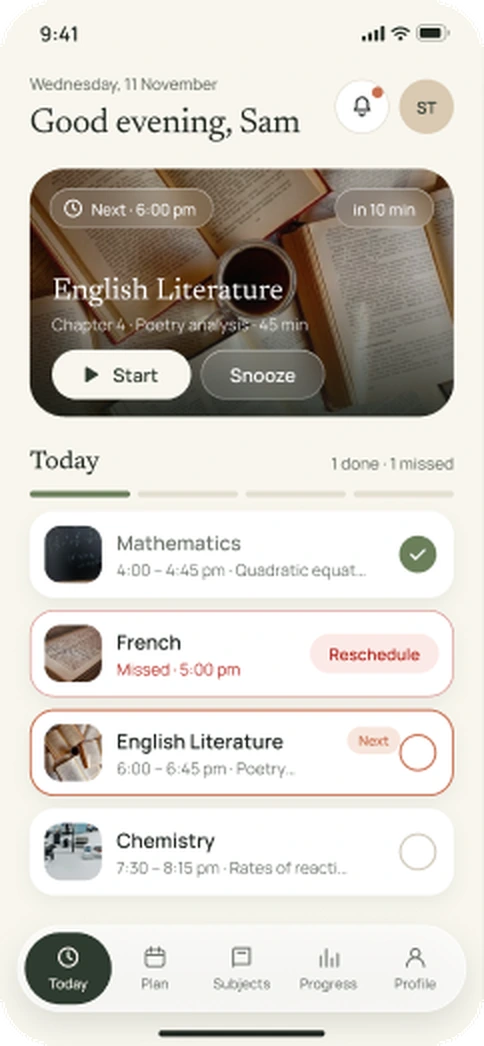 9:41
Wednesday, 11 November
Good evening, Sam
ST
Next · 6:00 pm
in 10 min
English Literature
Chapter 4 · Poetry analysis · 45 min
Start
Snooze
Today
1 done · 1 missed
Mathematics
4:00 – 4:45 pm · Quadratic equat...
French
Missed · 5:00 pm
Reschedule
English Literature
Next
6:00 – 6:45 pm · Poetry...
Chemistry
7:30 – 8:15 pm · Rates of reacti...
Today
Plan
Subjects
Progress
Profile